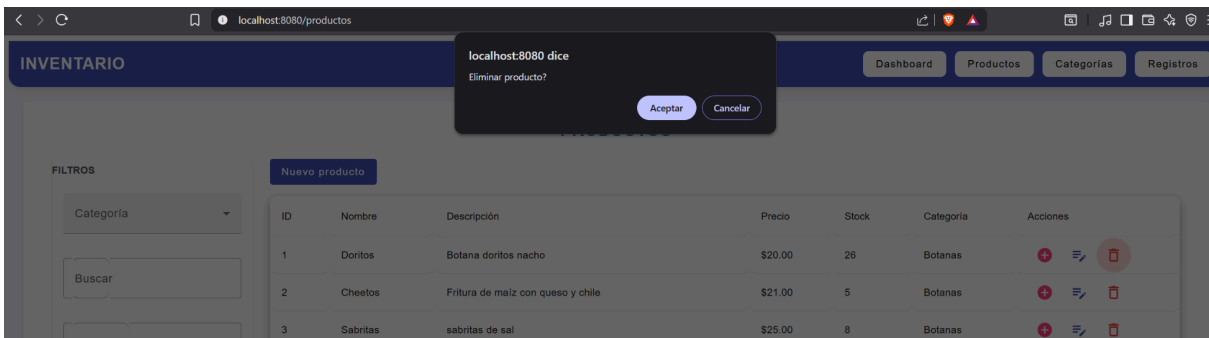 localhost:8080/productos
localhost:8080 dice
Eliminar producto?
Aceptar Cancelar
INVENTARIO Dashboard Productos Categorías Registros
PRODUCTOS
FILTROS
Nuevo producto
Categoría
Buscar
ID Nombre Descripción Precio Stock Categoria Acciones
1 Doritos Botana doritos nacho $20.00 26 Botanas
2 Cheetos Fritura de maíz con queso y chile $21.00 5 Botanas
3 Sabritas sabritas de sal $25.00 8 Botanas